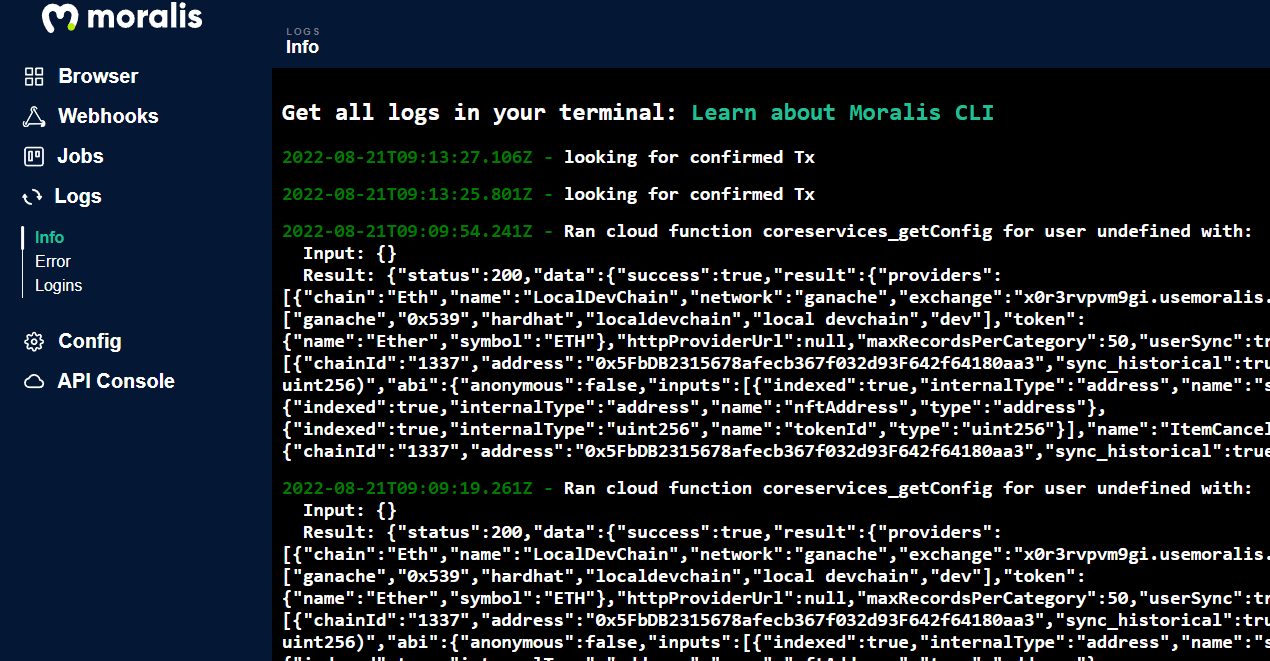 moralis
Browser
Webhooks
Jobs
Logs
Info
Error
Logins
Config
API Console
LOGS
Info
Get all logs in your terminal: Learn about Moralis CLI
2022-08-21T09:13:27.106Z - looking for confirmed Tx
2022-08-21T09:13:25.801Z - looking for confirmed Tx
2022-08-21T09:09:54.241Z - Ran cloud function coreservices_getConfig for user undefined with:
Input: {}
Result: {"status":200,"data":{"success":true,"result":{"providers":
[{"chain":"Eth","name":"LocalDevChain","network":"ganache","exchange":"x0r3rvpvm9gi.usemoralis.
["ganache","0x539","hardhat","localdevchain","local devchain","dev"],"token":
{"name":"Ether","symbol":"ETH"},"httpProviderUrl":null,"maxRecordsPerCategory":50,"userSync":tr
[{"chainId":"1337","address":"0x5FbDB2315678afecb367f032d93F642f64180aa3","sync_historical":tru
uint256)","abi":{"anonymous":false,"inputs":[{"indexed":true,"internalType":"address","name":"s
{"indexed":true,"internalType":"address","name":"nftAddress","type":"address"},
{"indexed":true,"internalType":"uint256","name":"tokenId","type":"uint256"}],"name":"ItemCancel
{"chainId":"1337","address":"0x5FbDB2315678afecb367f032d93F642f64180aa3","sync_historical":true
2022-08-21T09:09:19.261Z - Ran cloud function coreservices_getConfig for user undefined with:
Input: {}
Result: {"status":200,"data":{"success":true,"result":{"providers":
[{"chain":"Eth","name":"LocalDevChain","network":"ganache","exchange":"x0r3rvpvm9gi.usemoralis.
["ganache","0x539","hardhat","localdevchain","local devchain","dev"],"token":
{"name":"Ether","symbol":"ETH"},"httpProviderUrl":null,"maxRecordsPerCategory":50,"userSync":tr
[{"chainId":"1337","address":"0x5FbDB2315678afecb367f032d93F642f64180aa3","sync_historical":tru
uint256)","abi":{"anonymous":false,"inputs":[{"indexed":true,"internalType":"address","name":"s